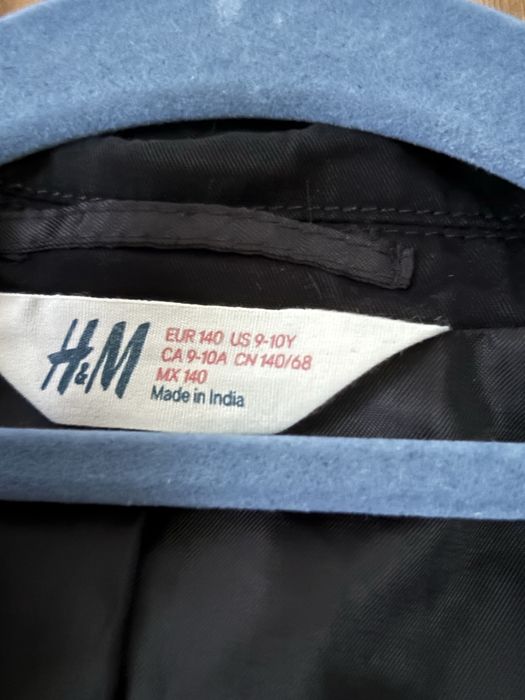 H&M
EUR 140 US 9-10Y
CA 9-10A CN 140/68
MX 140
Made in India